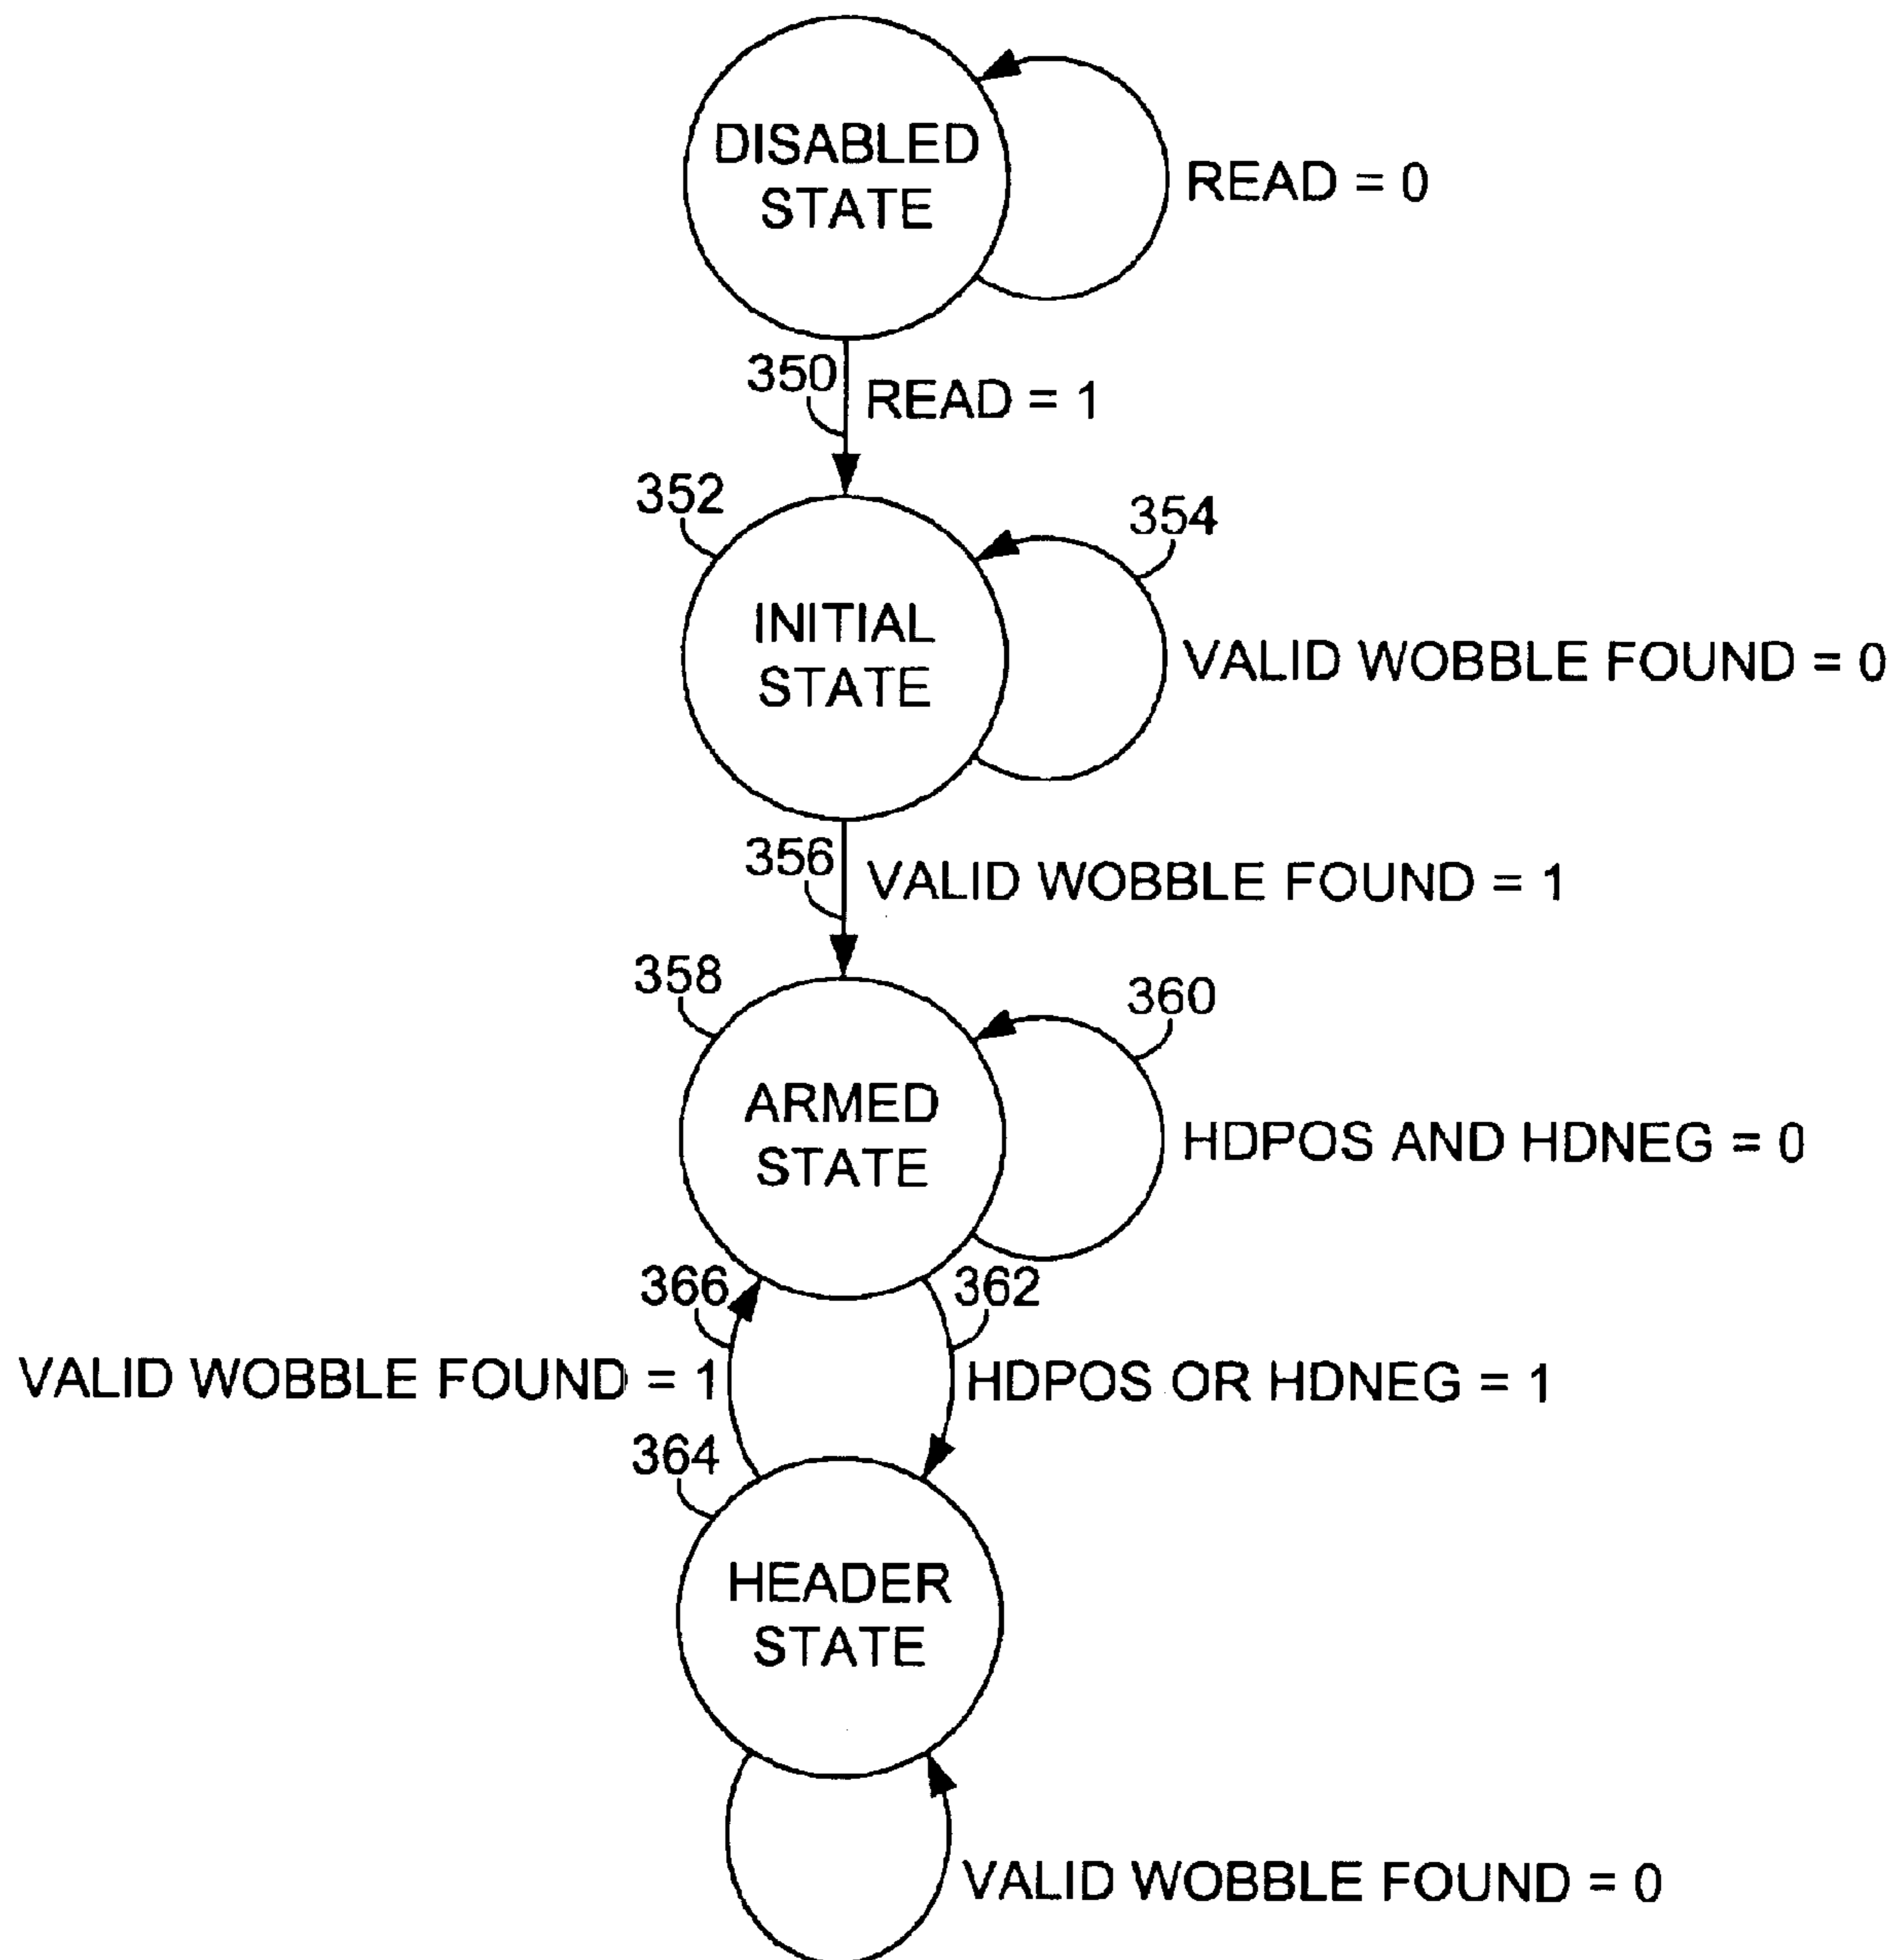 DISABLED
STATE
READ = 0
350
READ = 1
352
354
INITIAL
STATE
VALID WOBBLE FOUND = 0
356
VALID WOBBLE FOUND = 1
358
360
ARMED
STATE
HDPOS AND HDNEG = 0
366
362
VALID WOBBLE FOUND = 1
HDPOS OR HDNEG = 1
364
HEADER
STATE
VALID WOBBLE FOUND = 0